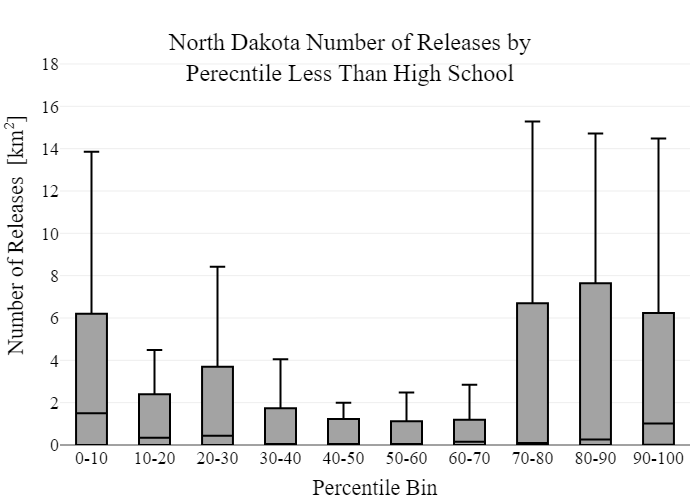 North Dakota Number of Releases by
Perecntile Less Than High School
Number of Releases [km²]
18
16
14
12
10
8
6
4
2
0
0-10 10-20 20-30 30-40 40-50 50-60 60-70 70-80 80-90 90-100
Percentile Bin